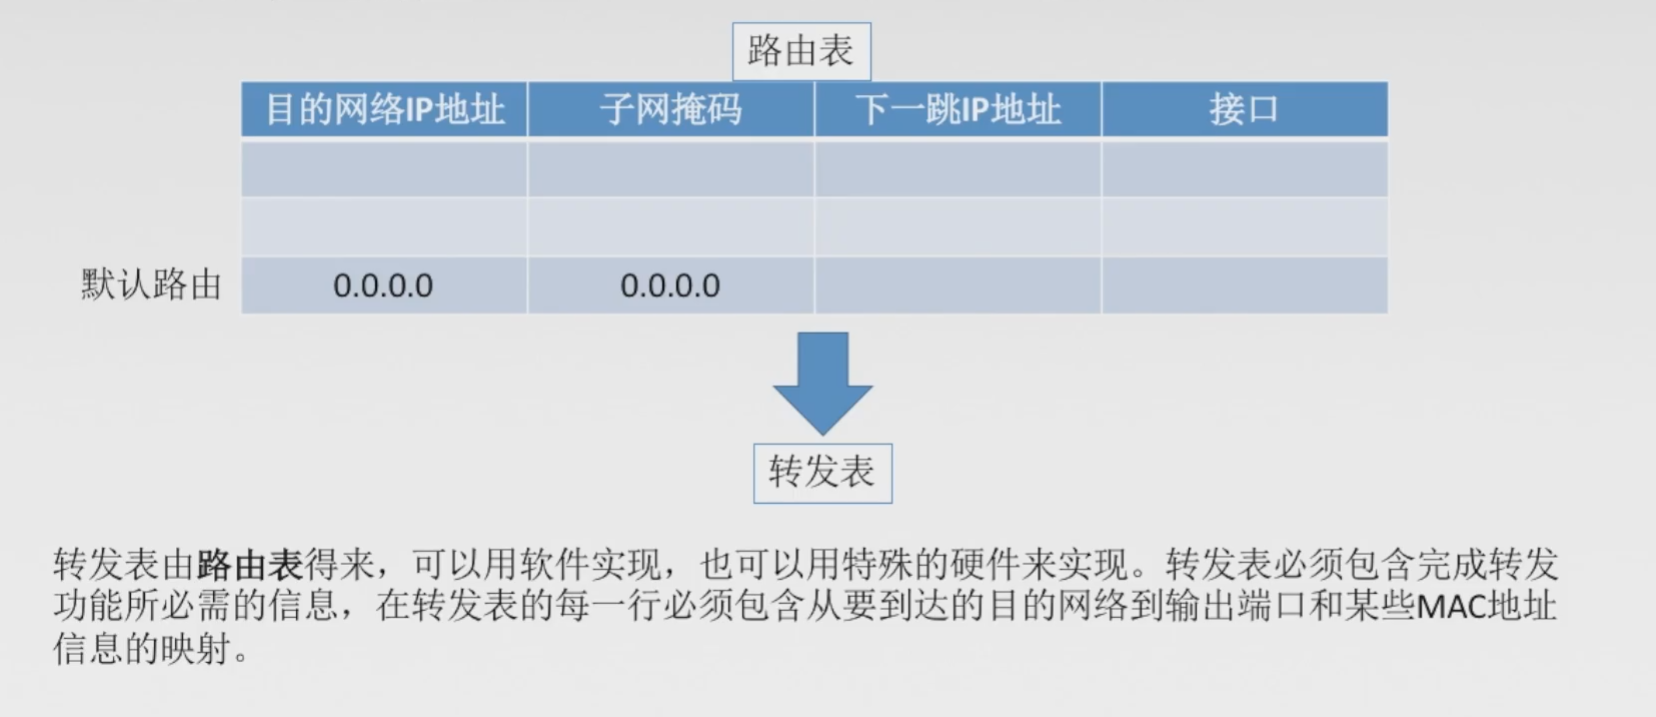 路由表
目的网络IP地址 子网掩码 下一跳IP地址 接口
默认路由 0.0.0.0 0.0.0.0
转发表
转发表由路由表得来，可以用软件实现，也可以用特殊的硬件来实现。转发表必须包含完成转发
功能所必需的信息，在转发表的每一行必须包含从要到达的目的网络到输出端口和某些MAC地址
信息的映射。